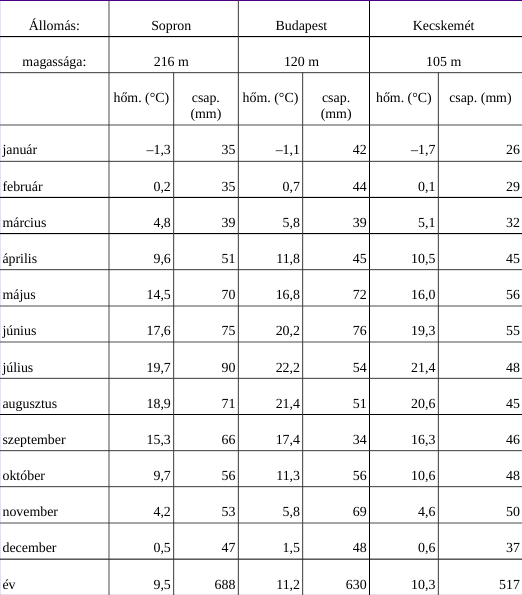 Állomás: Sopron Budapest Kecskemét
magassága: 216 m 120 m 105 m
hőm. (°C) csap. (mm) hőm. (°C) csap. (mm) hőm. (°C) csap. (mm)
január –1,3 35 –1,1 42 –1,7 26
február 0,2 35 0,7 44 0,1 29
március 4,8 39 5,8 39 5,1 32
április 9,6 51 11,8 45 10,5 45
május 14,5 70 16,8 72 16,0 56
június 17,6 75 20,2 76 19,3 55
július 19,7 90 22,2 54 21,4 48
augusztus 18,9 71 21,4 51 20,6 45
szeptember 15,3 66 17,4 34 16,3 46
október 9,7 56 11,3 56 10,6 48
november 4,2 53 5,8 69 4,6 50
december 0,5 47 1,5 48 0,6 37
év 9,5 688 11,2 630 10,3 517